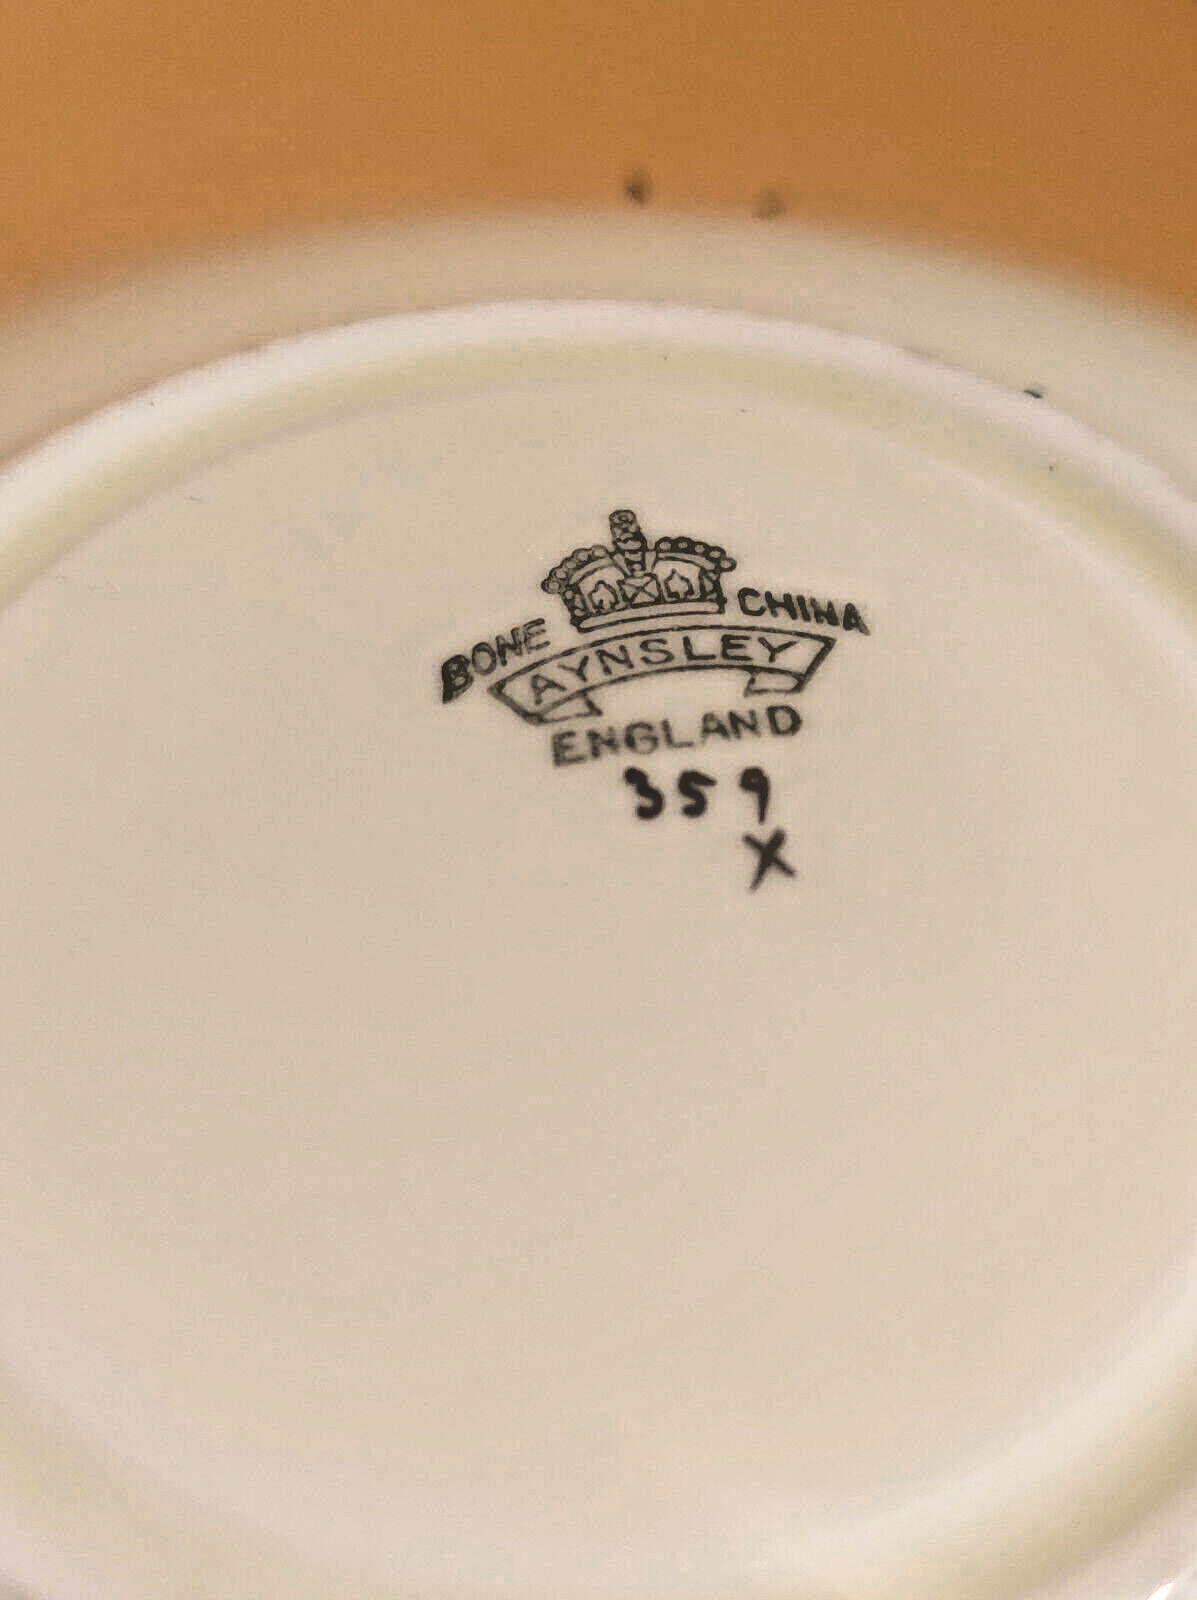 BONE CHINA
AYNSLEY
ENGLAND
359
X